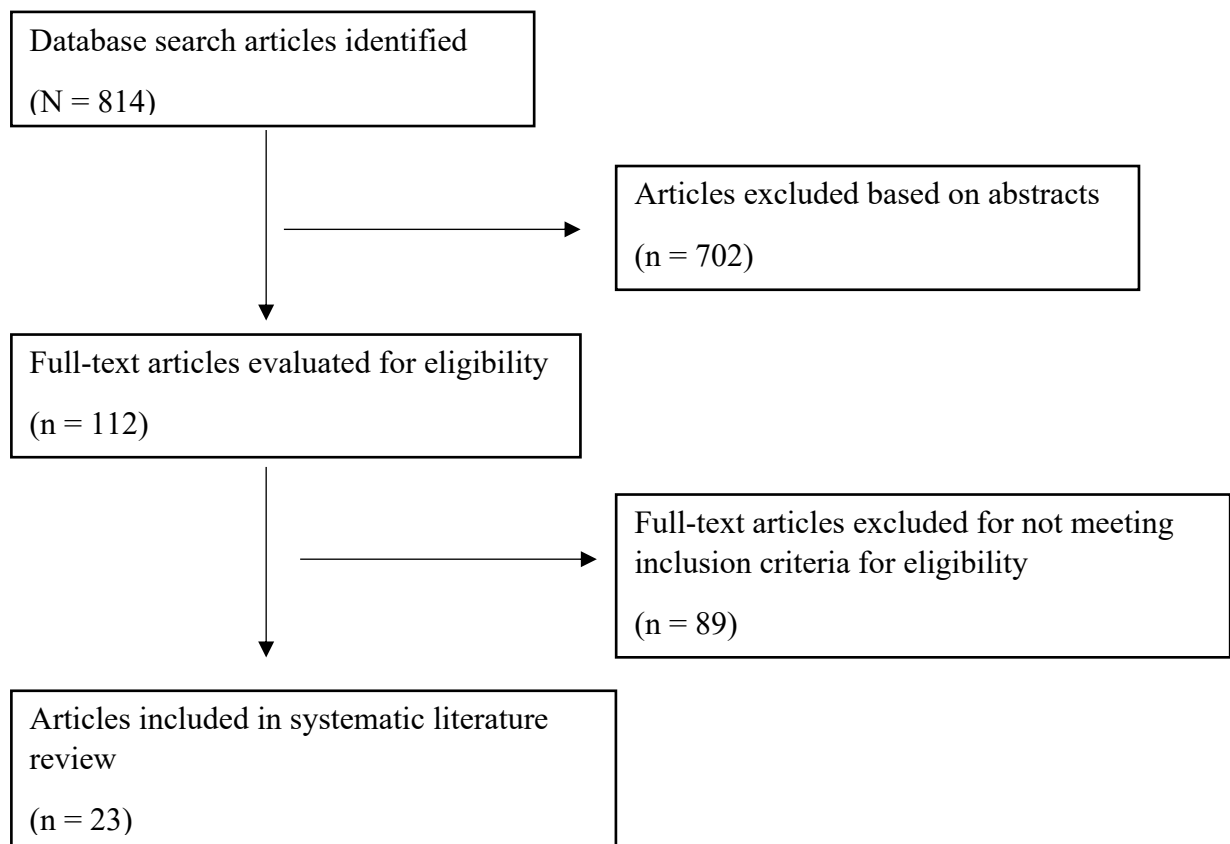 Database search articles identified
(N = 814)
Articles excluded based on abstracts
(n = 702)
Full-text articles evaluated for eligibility
(n = 112)
Full-text articles excluded for not meeting
inclusion criteria for eligibility
(n = 89)
Articles included in systematic literature
review
(n = 23)